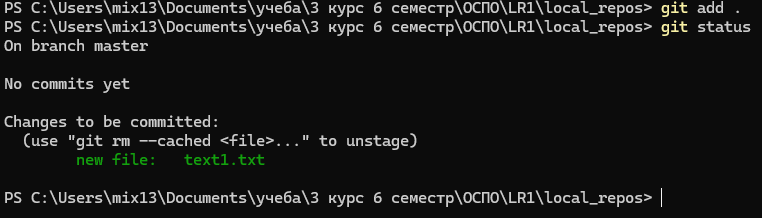 PS C:\Users\mix13\Documents\учеба\3 курс 6 семестр\ОСПО\LR1\local_repos> git add .
PS C:\Users\mix13\Documents\учеба\3 курс 6 семестр\ОСПО\LR1\local_repos> git status
On branch master
No commits yet
Changes to be committed:
(use "git rm --cached <file>..." to unstage)
new file:   text1.txt
PS C:\Users\mix13\Documents\учеба\3 курс 6 семестр\ОСПО\LR1\local_repos>